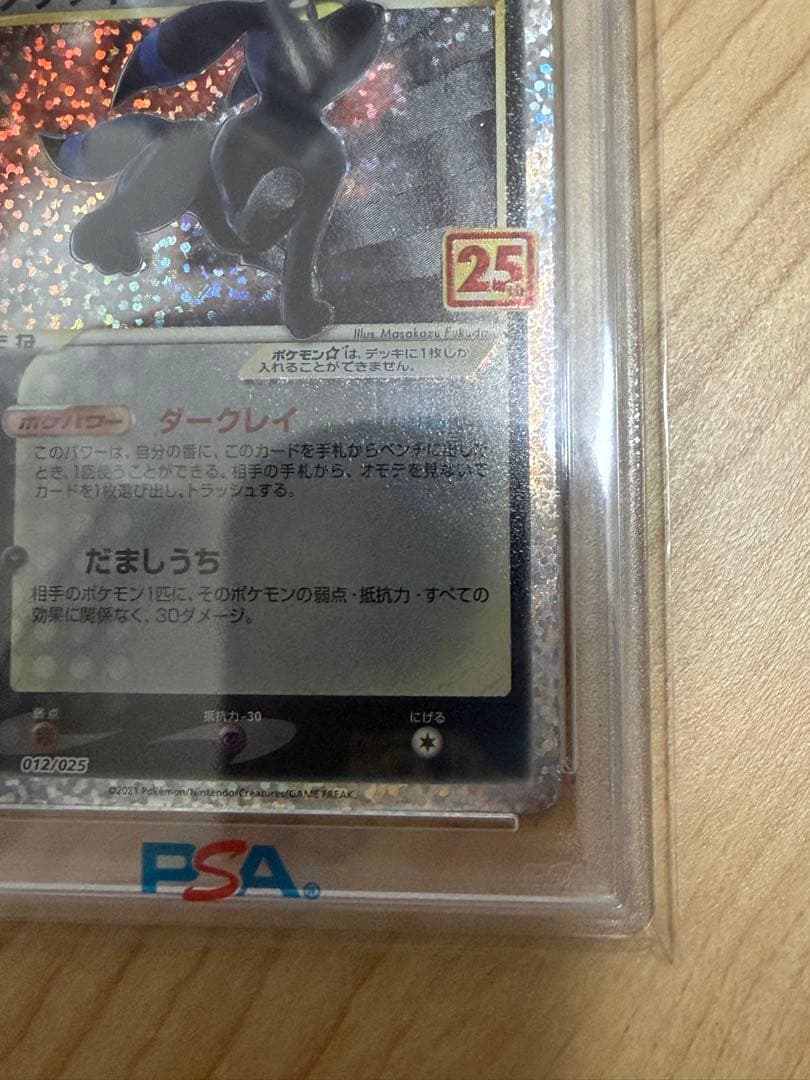 25th
Illus. Masakazu Fukuda
ポケモン☆は、デッキに1枚しか
入れることができません。
ポケパワー ダークレイ
このパワーは、自分の番に、このカードを手札からベンチに出した
とき、1回使うことができる。相手の手札から、オモテを見ないで
カードを1枚選び出し、トラッシュする。
だましうち
相手のポケモン1匹に、そのポケモンの弱点・抵抗力・すべての
効果に関係なく、30ダメージ。
弱点 抵抗力 -30 にげる
012/025
©2021 Pokémon/Nintendo/Creatures/GAME FREAK.
PSA®